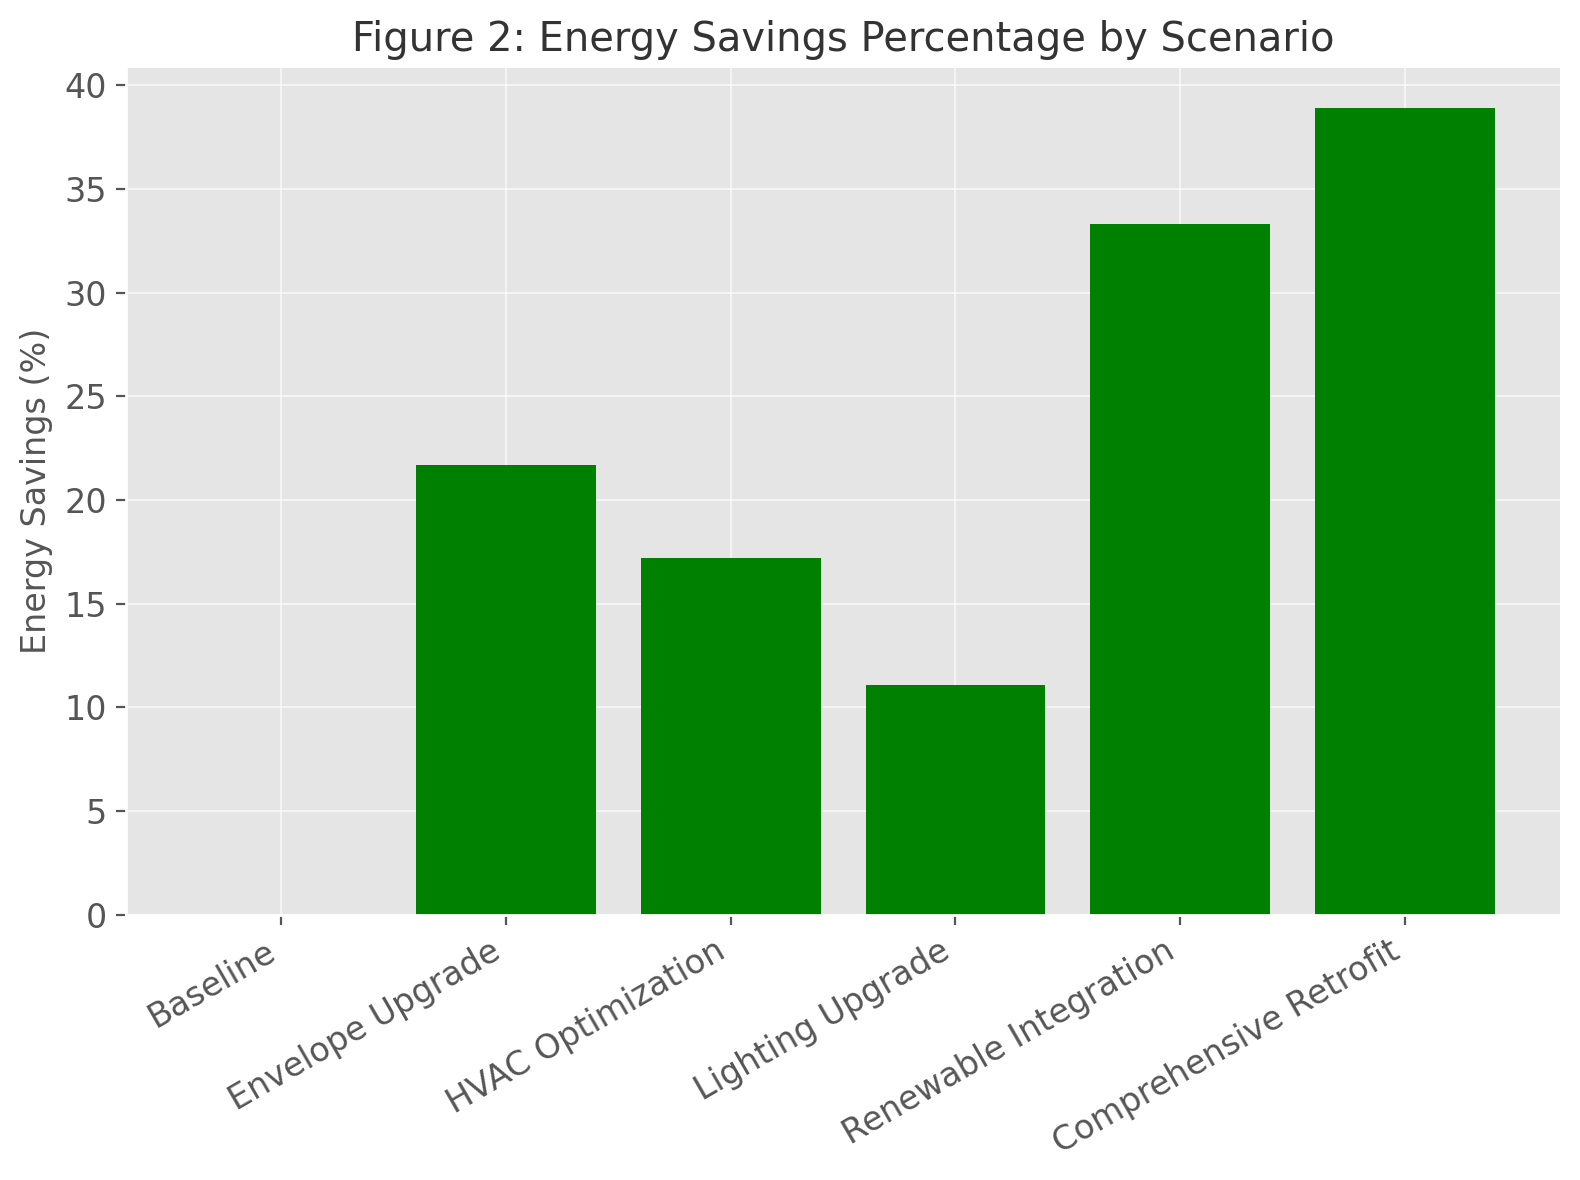 Figure 2: Energy Savings Percentage by Scenario
Energy Savings (%)
40
35
30
25
20
15
10
5
0
Baseline
Envelope Upgrade
HVAC Optimization
Lighting Upgrade
Renewable Integration
Comprehensive Retrofit